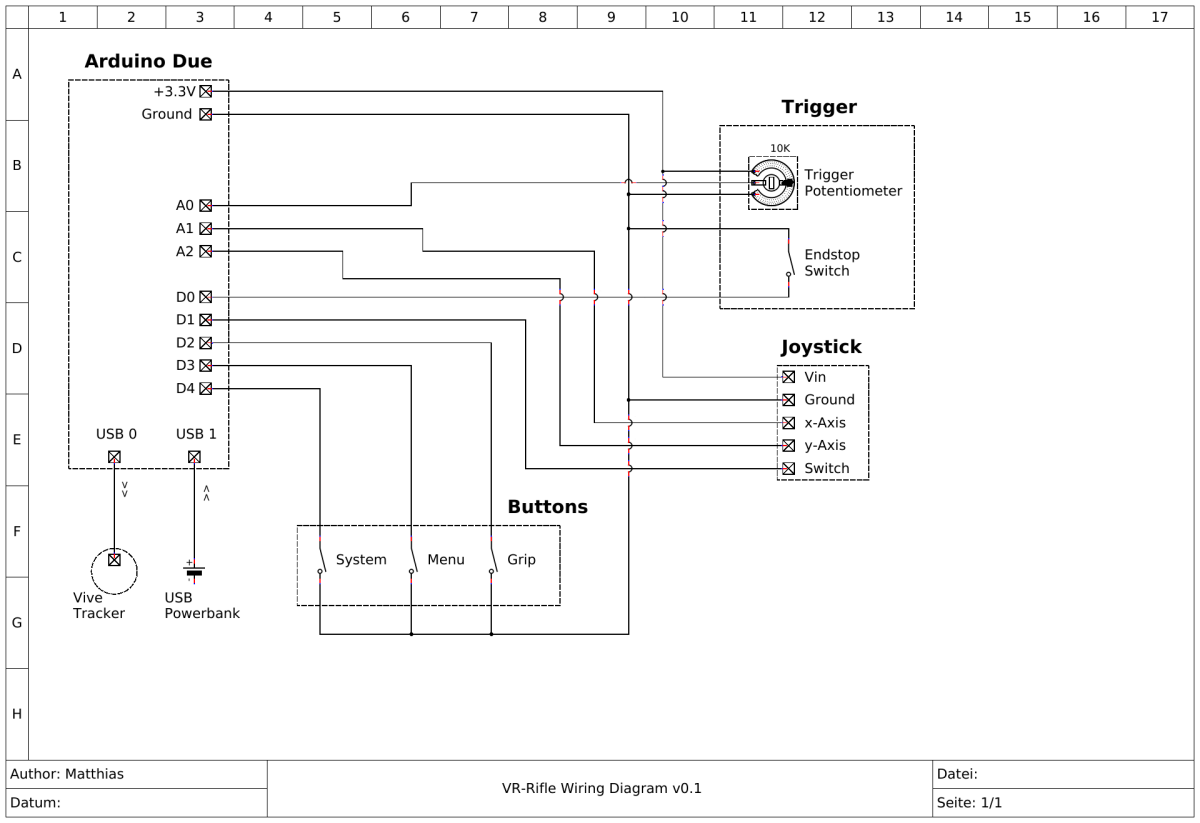 1 2 3 4 5 6 7 8 9 10 11 12 13 14 15 16 17
A
B
C
D
E
F
G
H
Arduino Due
+3.3V
Ground
A0
A1
A2
D0
D1
D2
D3
D4
USB 0 USB 1
>>
<<
Vive
Tracker
+
-
USB
Powerbank
Trigger
10K
Trigger
Potentiometer
Endstop
Switch
Joystick
Vin
Ground
x-Axis
y-Axis
Switch
Buttons
System Menu Grip
Author: Matthias
Datum:
VR-Rifle Wiring Diagram v0.1
Datei:
Seite: 1/1